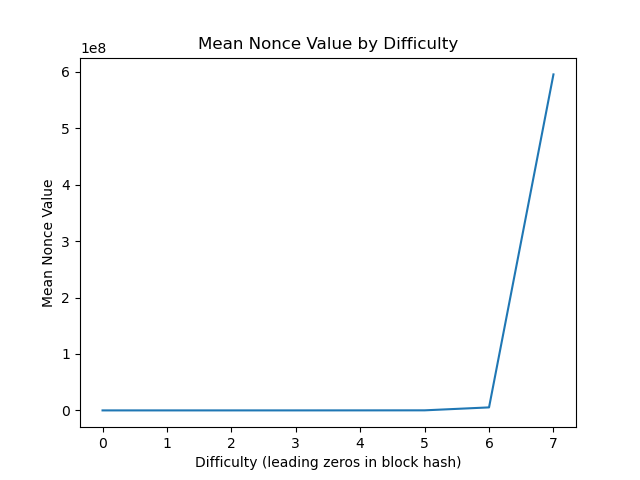 Mean Nonce Value by Difficulty
1e8
6
5
4
3
2
1
0
Mean Nonce Value
0 1 2 3 4 5 6 7
Difficulty (leading zeros in block hash)